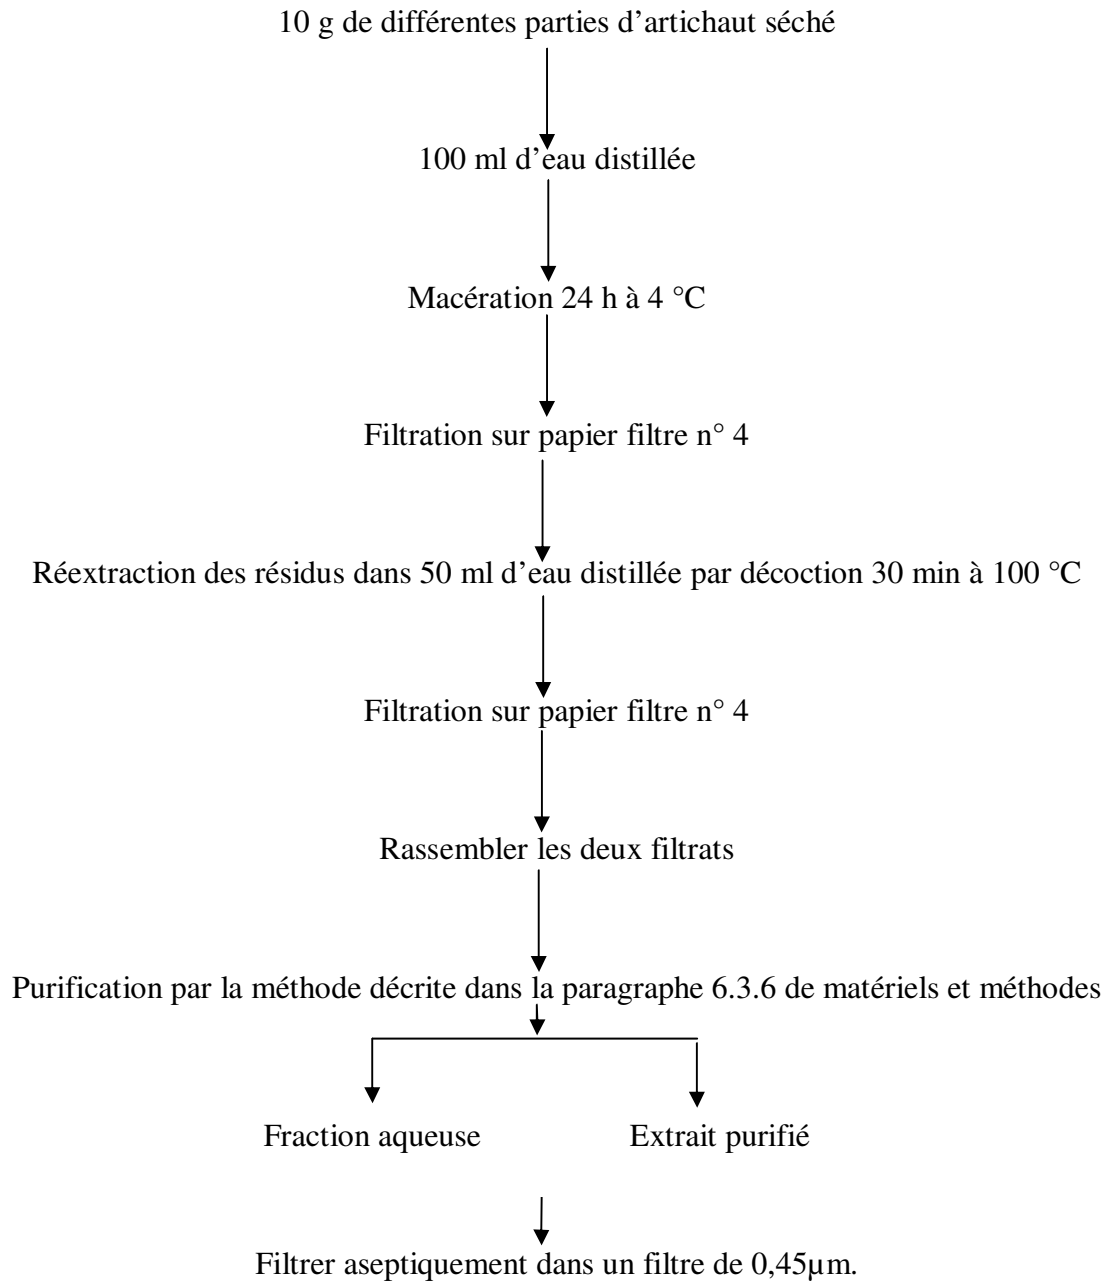 10 g de différentes parties d’artichaut séché
100 ml d’eau distillée
Macération 24 h à 4 °C
Filtration sur papier filtre n° 4
Réextraction des résidus dans 50 ml d’eau distillée par décoction 30 min à 100 °C
Filtration sur papier filtre n° 4
Rassembler les deux filtrats
Purification par la méthode décrite dans la paragraphe 6.3.6 de matériels et méthodes
Fraction aqueuse Extrait purifié
Filtrer aseptiquement dans un filtre de 0,45µm.